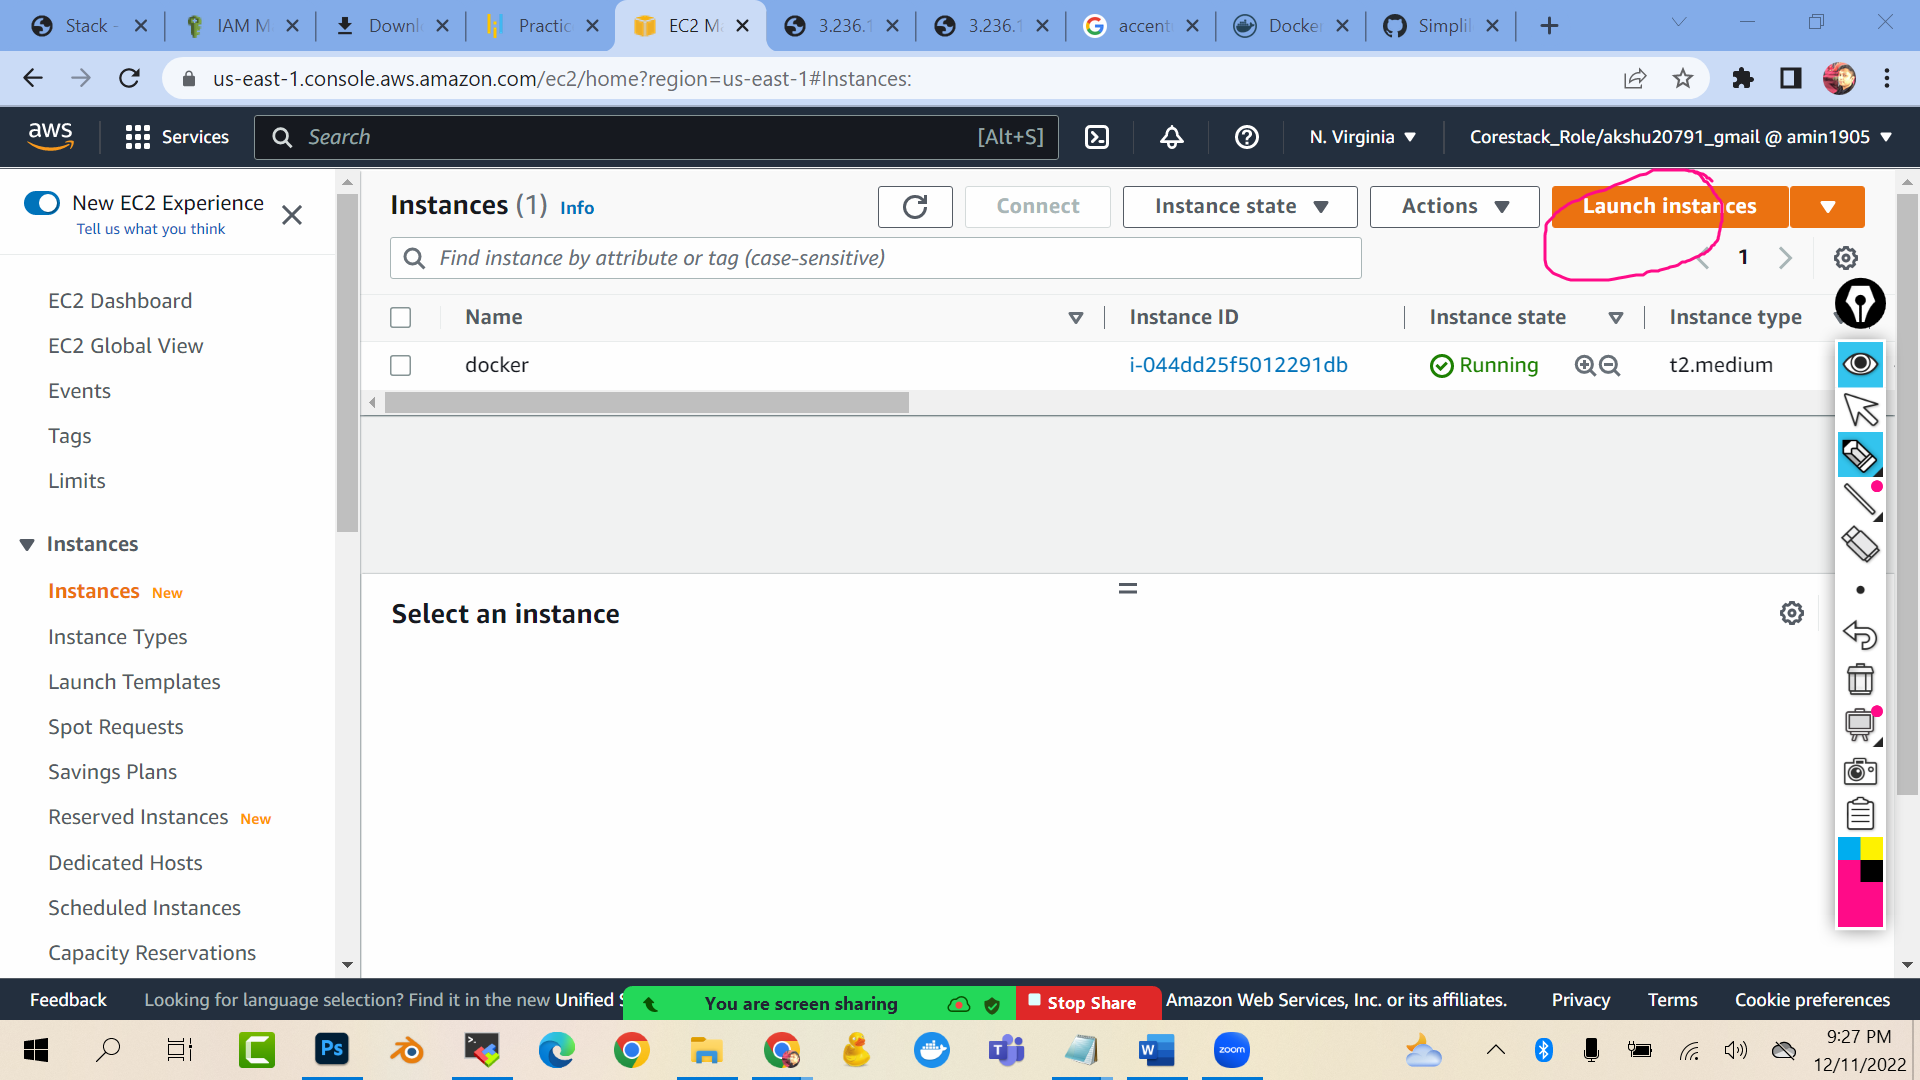 Stack -
IAM M
Downl
Practic
EC2 Ma
3.236.1
3.236.1
accent
Docker
Simplil
us-east-1.console.aws.amazon.com/ec2/home?region=us-east-1#Instances:
aws
Services
Search
[Alt+S]
N. Virginia
Corestack_Role/akshu20791_gmail @ amin1905
New EC2 Experience
Tell us what you think
EC2 Dashboard
EC2 Global View
Events
Tags
Limits
Instances
Instances New
Instance Types
Launch Templates
Spot Requests
Savings Plans
Reserved Instances New
Dedicated Hosts
Scheduled Instances
Capacity Reservations
Instances (1) Info
Connect
Instance state
Actions
Launch instances
Find instance by attribute or tag (case-sensitive)
1
Name
Instance ID
Instance state
Instance type
docker
i-044dd25f5012291db
Running
t2.medium
Select an instance
Feedback
Looking for language selection? Find it in the new Unified S
You are screen sharing
Stop Share
Amazon Web Services, Inc. or its affiliates.
Privacy
Terms
Cookie preferences
Ps
W
zoom
9:27 PM
12/11/2022